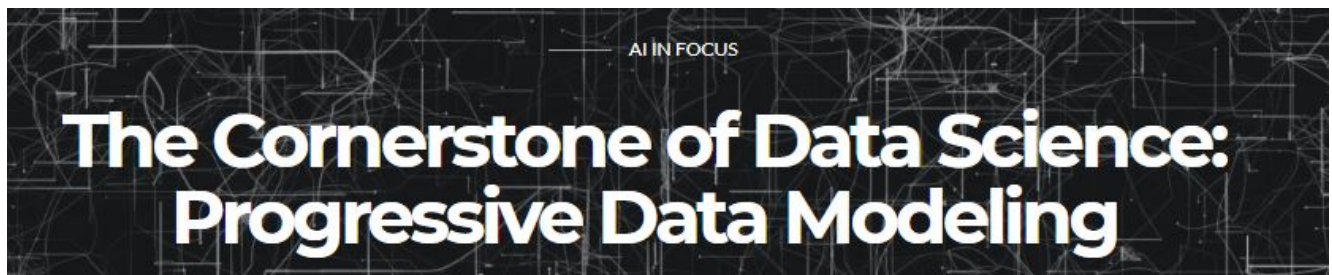 AI IN FOCUS
The Cornerstone of Data Science:
Progressive Data Modeling